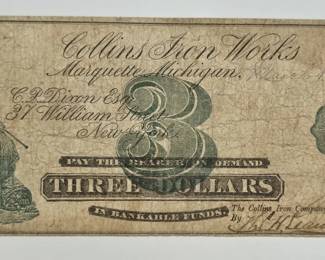 Collins Iron Works
Marquette Michigan,
C. P. Dixon Esq.
37 William Street
New York.
3
PAY THE BEARER ON DEMAND
THREE DOLLARS
IN BANKABLE FUNDS.
The Collins Iron Company
By